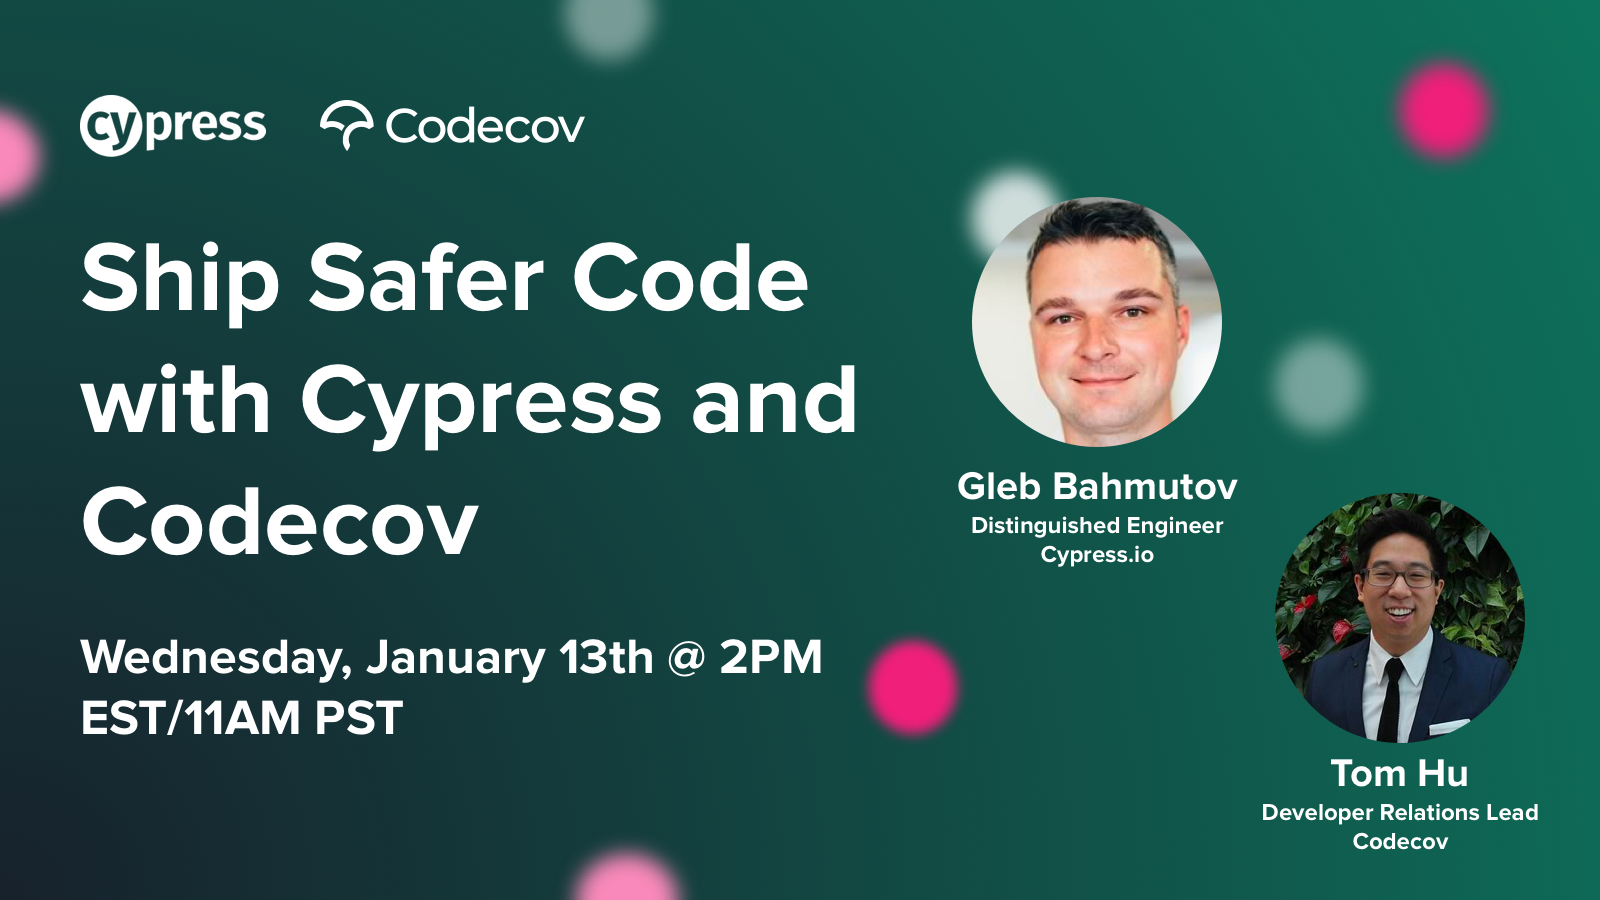 cypress
Codecov
Ship Safer Code
with Cypress and
Codecov
Wednesday, January 13th @ 2PM
EST/11AM PST
Gleb Bahmutov
Distinguished Engineer
Cypress.io
Tom Hu
Developer Relations Lead
Codecov